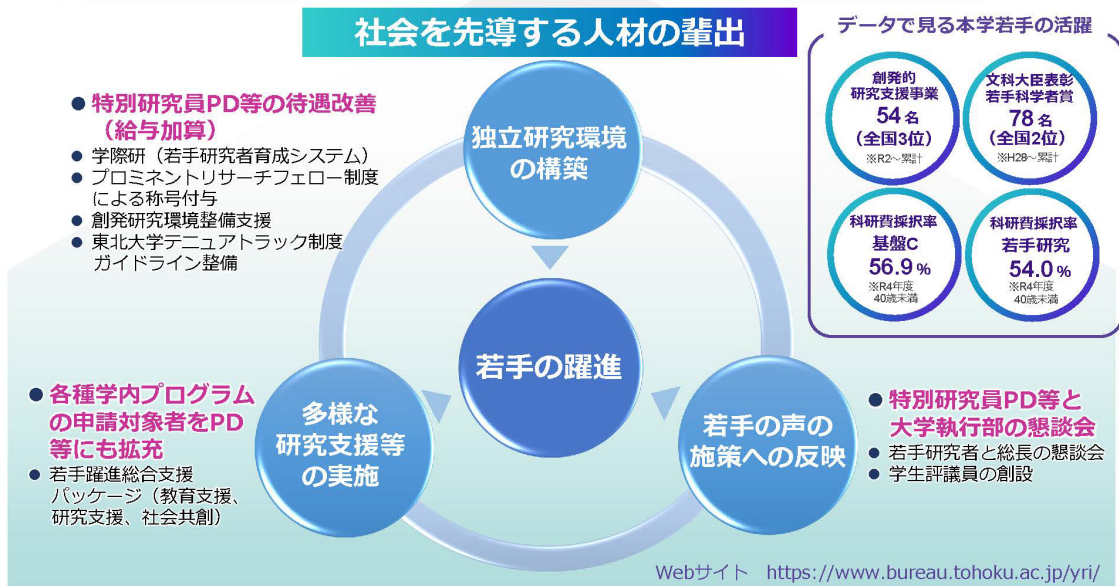 社会を先導する人材の輩出
データで見る本学若手の活躍
創発的
研究支援事業
54 名
(全国3位)
※R2～累計
文科大臣表彰
若手科学者賞
78 名
(全国2位)
※H28～累計
科研費採択率
基盤C
56.9 %
※R4年度
40歳未満
科研費採択率
若手研究
54.0 %
※R4年度
40歳未満
● 特別研究員PD等の待遇改善
（給与加算）
● 学際研（若手研究者育成システム）
● プロミネントリサーチフェロー制度
による称号付与
● 創発研究環境整備支援
● 東北大学テニュアトラック制度
ガイドライン整備
独立研究環境
の構築
若手の躍進
● 各種学内プログラム
の申請対象者をPD
等にも拡充
● 若手躍進総合支援
パッケージ（教育支援、
研究支援、社会共創）
多様な
研究支援等
の実施
若手の声の
施策への反映
● 特別研究員PD等と
大学執行部の懇談会
● 若手研究者と総長の懇談会
● 学生評議員の創設
Webサイト https://www.bureau.tohoku.ac.jp/yri/